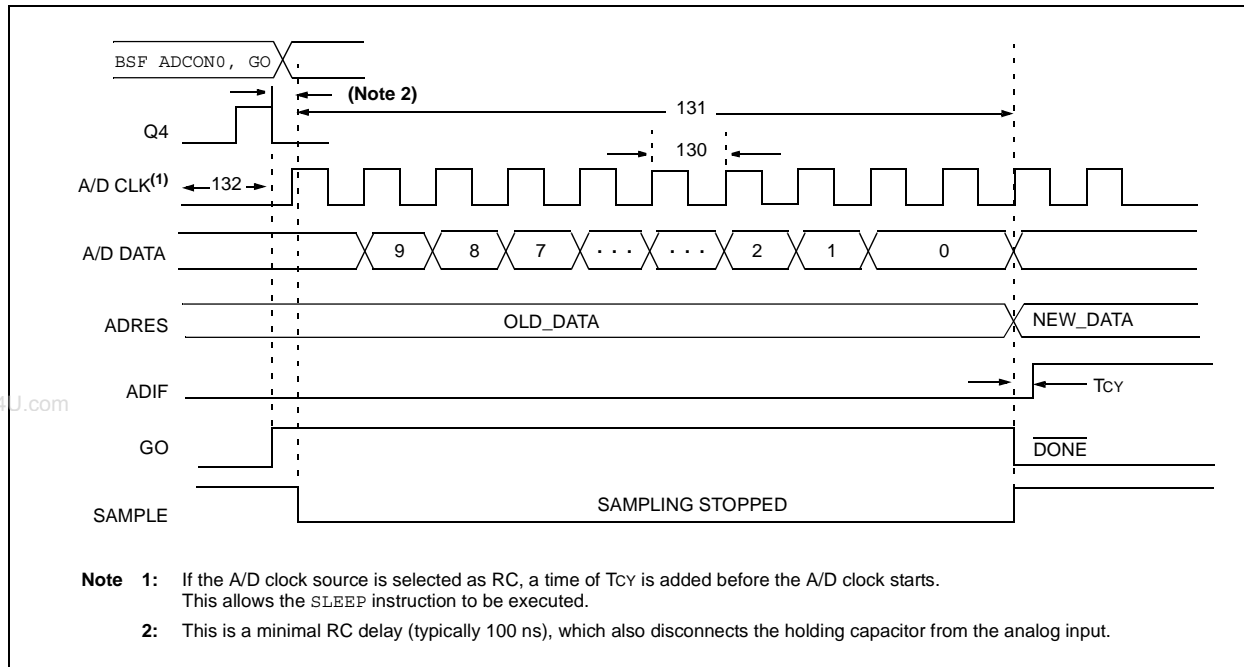 BSF ADCON0, GO
(Note 2)
131
Q4
130
A/D CLK(1)
132
A/D DATA
9 8 7 . . . . . . 2 1 0
ADRES
OLD_DATA
NEW_DATA
ADIF
TCY
4U.com
GO
DONE
SAMPLE
SAMPLING STOPPED
Note 1: If the A/D clock source is selected as RC, a time of TCY is added before the A/D clock starts.
This allows the SLEEP instruction to be executed.
2: This is a minimal RC delay (typically 100 ns), which also disconnects the holding capacitor from the analog input.